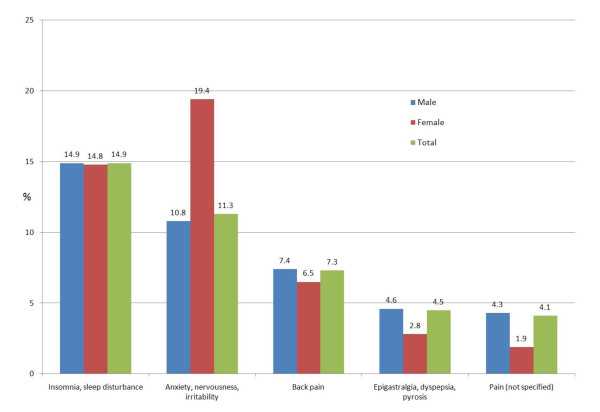 25
20
15
10
5
0
%
Male
Female
Total
14.9 14.8 14.9
10.8 19.4 11.3
7.4 6.5 7.3
4.6 2.8 4.5
4.3 1.9 4.1
Insomnia, sleep disturbance
Anxiety, nervousness,
irritability
Back pain
Epigastralgia, dyspepsia,
pyrosis
Pain (not specified)